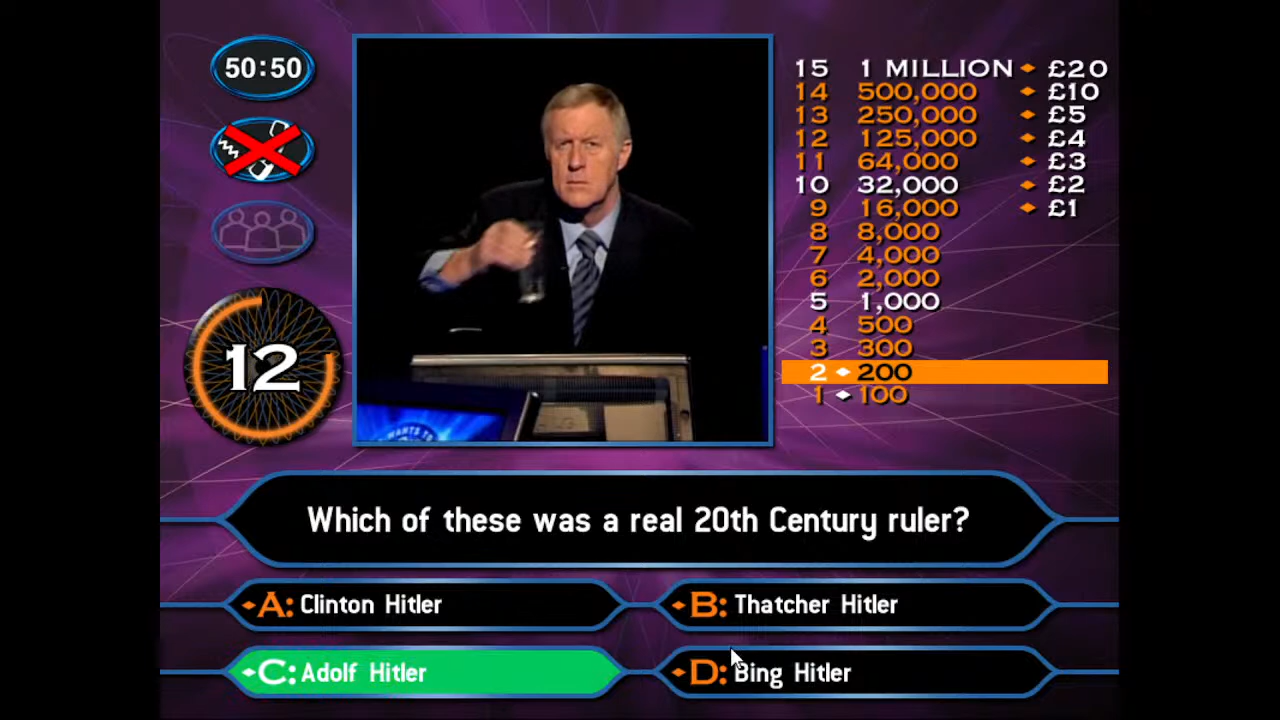 50:50
12
15 1 MILLION £20
14 500,000 £10
13 250,000 £5
12 125,000 £4
11 64,000 £3
10 32,000 £2
9 16,000 £1
8 8,000
7 4,000
6 2,000
5 1,000
4 500
3 300
2 200
1 100
WANTS TO
Which of these was a real 20th Century ruler?
A: Clinton Hitler
B: Thatcher Hitler
C: Adolf Hitler
D: Bing Hitler